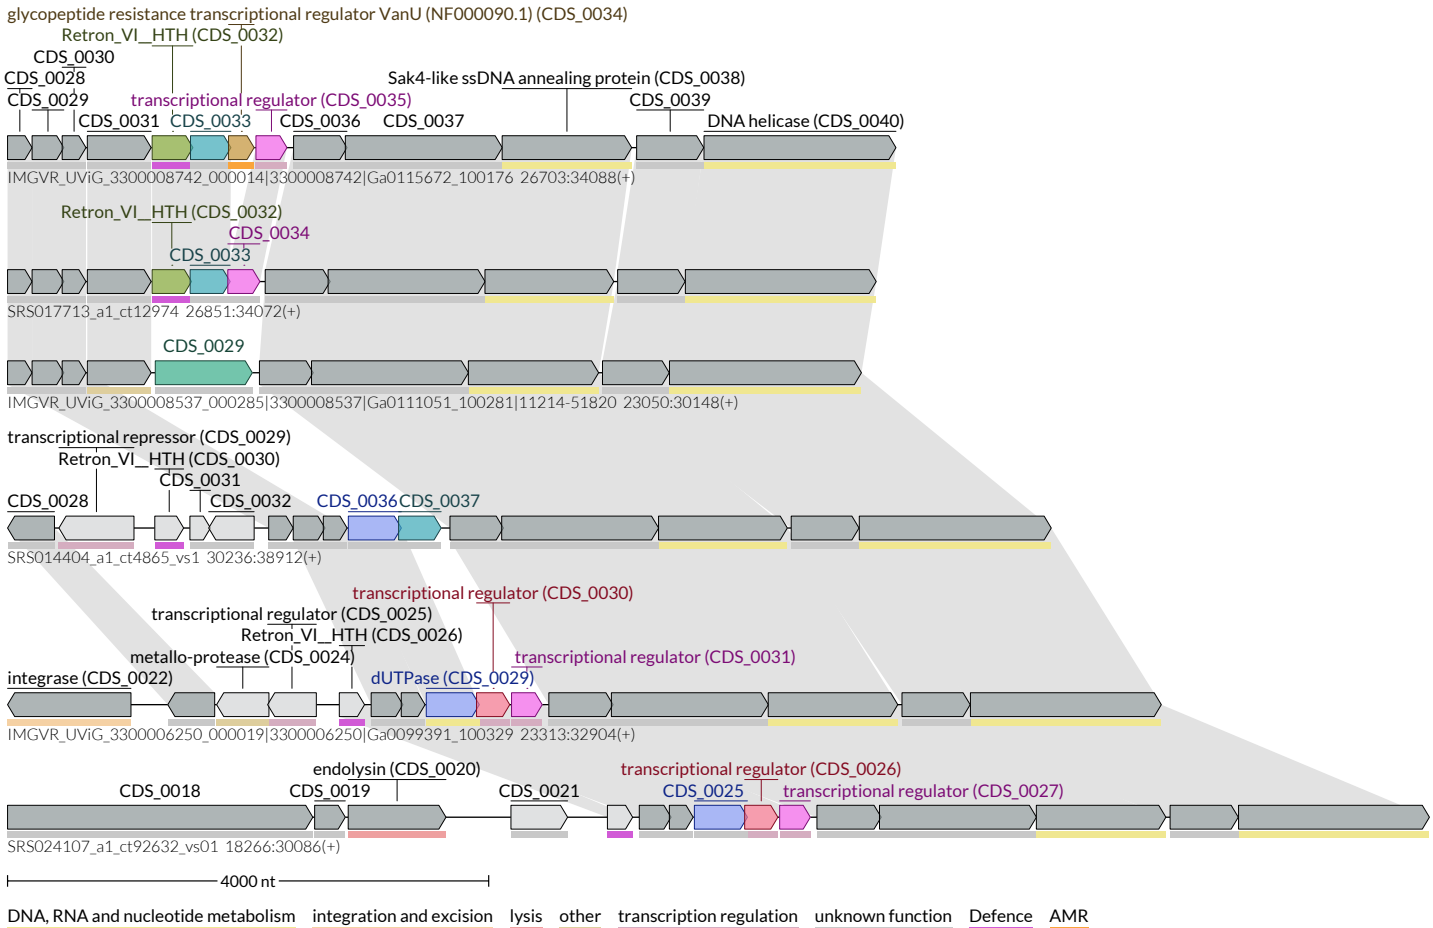 glycopeptide resistance transcriptional regulator VanU (NF000090.1) (CDS_0034)
Retron_VI__HTH (CDS_0032)
CDS_0030
CDS_0028
Sak4-like ssDNA annealing protein (CDS_0038)
CDS_0029
transcriptional regulator (CDS_0035)
CDS_0039
CDS_0031
CDS_0033
CDS_0036
CDS_0037
DNA helicase (CDS_0040)
IMGVR_UViG_3300008742_000014|3300008742|Ga0115672_100176 26703:34088(+)
Retron_VI__HTH (CDS_0032)
CDS_0034
CDS_0033
SRS017713_a1_ct12974 26851:34072(+)
CDS_0029
IMGVR_UViG_3300008537_000285|3300008537|Ga0111051_100281|11214-51820 23050:30148(+)
transcriptional repressor (CDS_0029)
Retron_VI__HTH (CDS_0030)
CDS_0031
CDS_0028
CDS_0032
CDS_0036
CDS_0037
SRS014404_a1_ct4865_vs1 30236:38912(+)
transcriptional regulator (CDS_0030)
transcriptional regulator (CDS_0025)
Retron_VI__HTH (CDS_0026)
metallo-protease (CDS_0024)
transcriptional regulator (CDS_0031)
integrase (CDS_0022)
dUTPase (CDS_0029)
IMGVR_UViG_3300006250_000019|3300006250|Ga0099391_100329 23313:32904(+)
endolysin (CDS_0020)
transcriptional regulator (CDS_0026)
CDS_0018
CDS_0019
CDS_0021
CDS_0025
transcriptional regulator (CDS_0027)
SRS024107_a1_ct92632_vs01 18266:30086(+)
4000 nt
DNA, RNA and nucleotide metabolism integration and excision lysis other transcription regulation unknown function Defence AMR